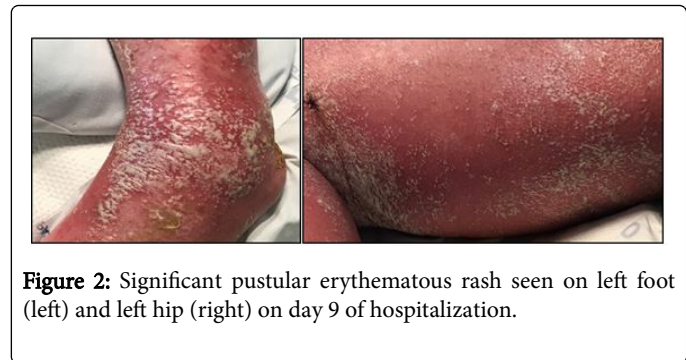 Figure 2: Significant pustular erythematous rash seen on left foot
(left) and left hip (right) on day 9 of hospitalization.